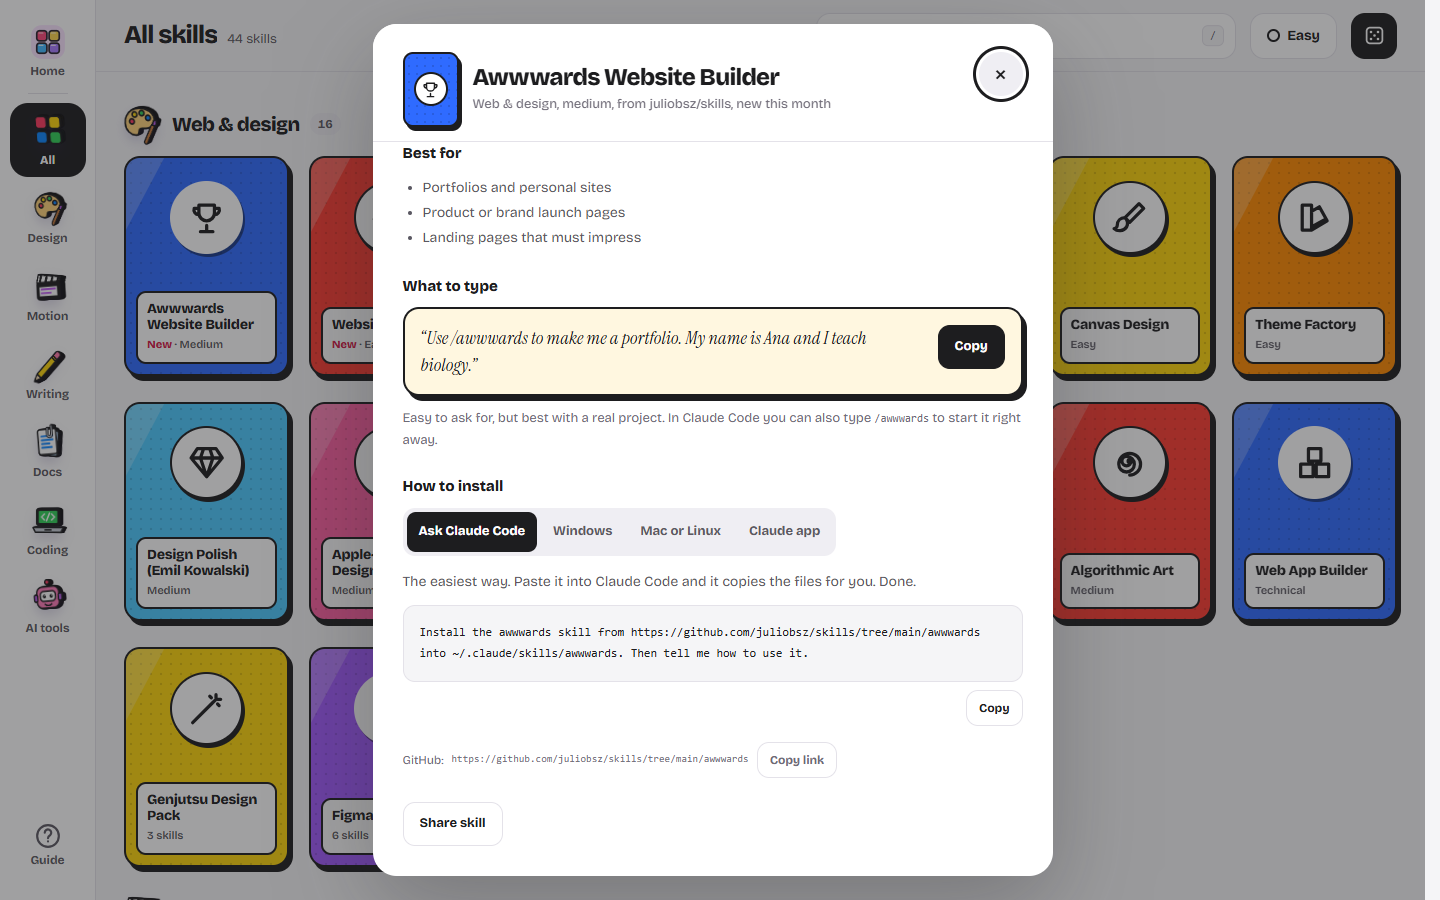 Home
All
Design
Motion
Writing
Docs
Coding
AI tools
Guide
All skills 44 skills
/
Easy
Web & design 16
Awwwards
Website Builder
New · Medium
Canvas Design
Easy
Theme Factory
Easy
Design Polish
(Emil Kowalski)
Medium
Algorithmic Art
Medium
Web App Builder
Technical
Genjutsu Design
Pack
3 skills
6 skills
Awwwards Website Builder
Web & design, medium, from juliobsz/skills, new this month
Best for
• Portfolios and personal sites
• Product or brand launch pages
• Landing pages that must impress
What to type
“Use /awwwards to make me a portfolio. My name is Ana and I teach
biology.”
Copy
Easy to ask for, but best with a real project. In Claude Code you can also type /awwwards to start it right
away.
How to install
Ask Claude Code Windows Mac or Linux Claude app
The easiest way. Paste it into Claude Code and it copies the files for you. Done.
Install the awwwards skill from https://github.com/juliobsz/skills/tree/main/awwwards
into ~/.claude/skills/awwwards. Then tell me how to use it.
Copy
GitHub: https://github.com/juliobsz/skills/tree/main/awwwards Copy link
Share skill